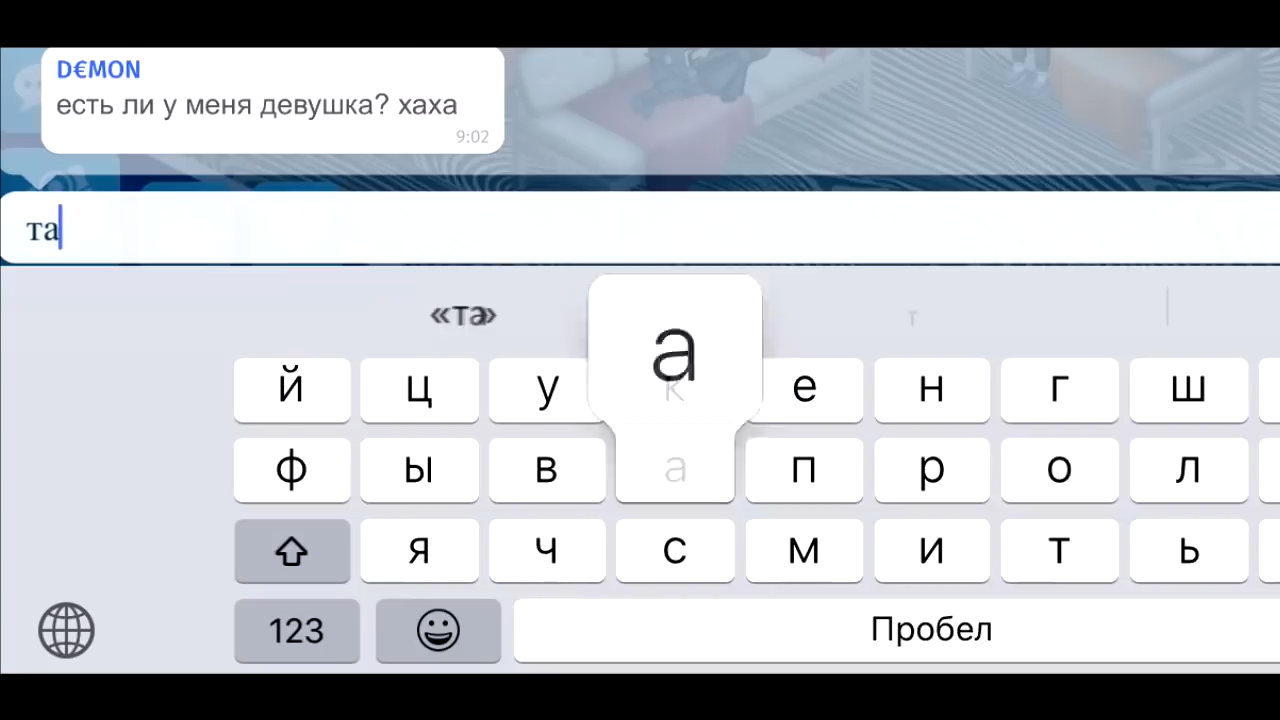 D€MON
есть ли у меня девушка? хаха
9:02
та
«та» т
а
й ц у к е н г ш
ф ы в а п р о л
я ч с м и т ь
123 Пробел